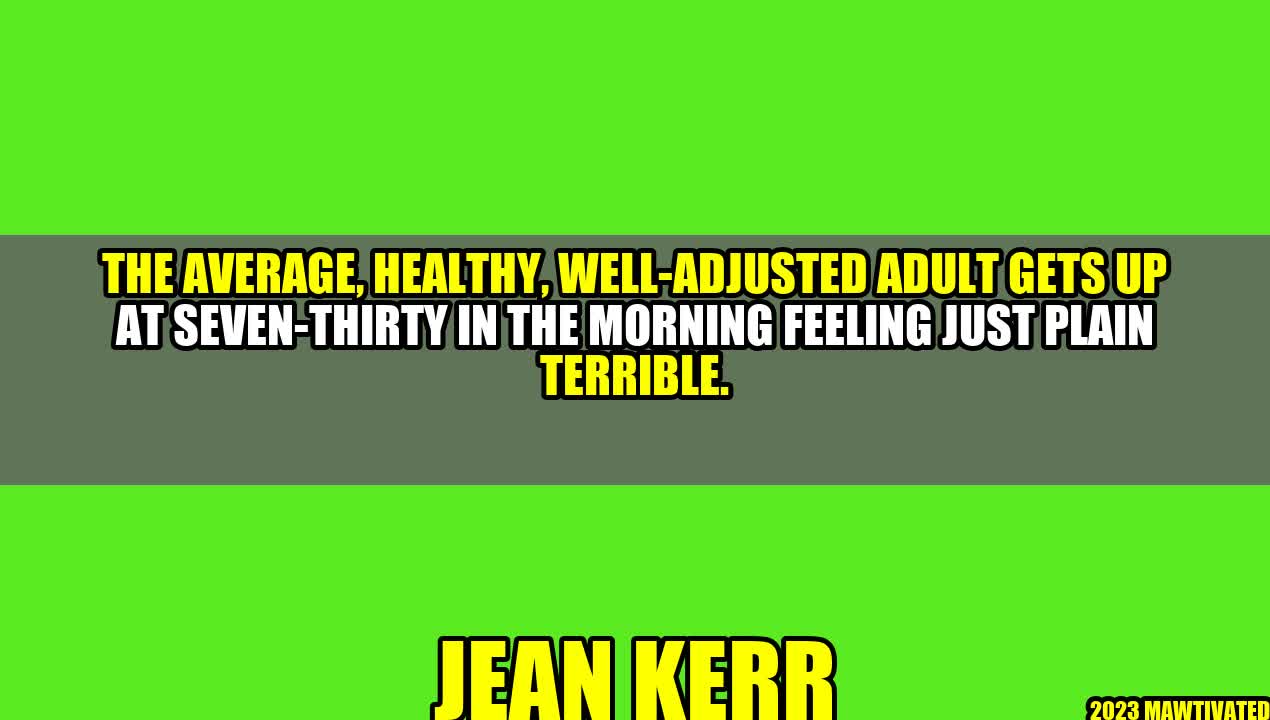 THE AVERAGE, HEALTHY, WELL-ADJUSTED ADULT GETS UP
AT SEVEN-THIRTY IN THE MORNING FEELING JUST PLAIN
TERRIBLE.
JEAN KERR
2023 MAWTIVATED